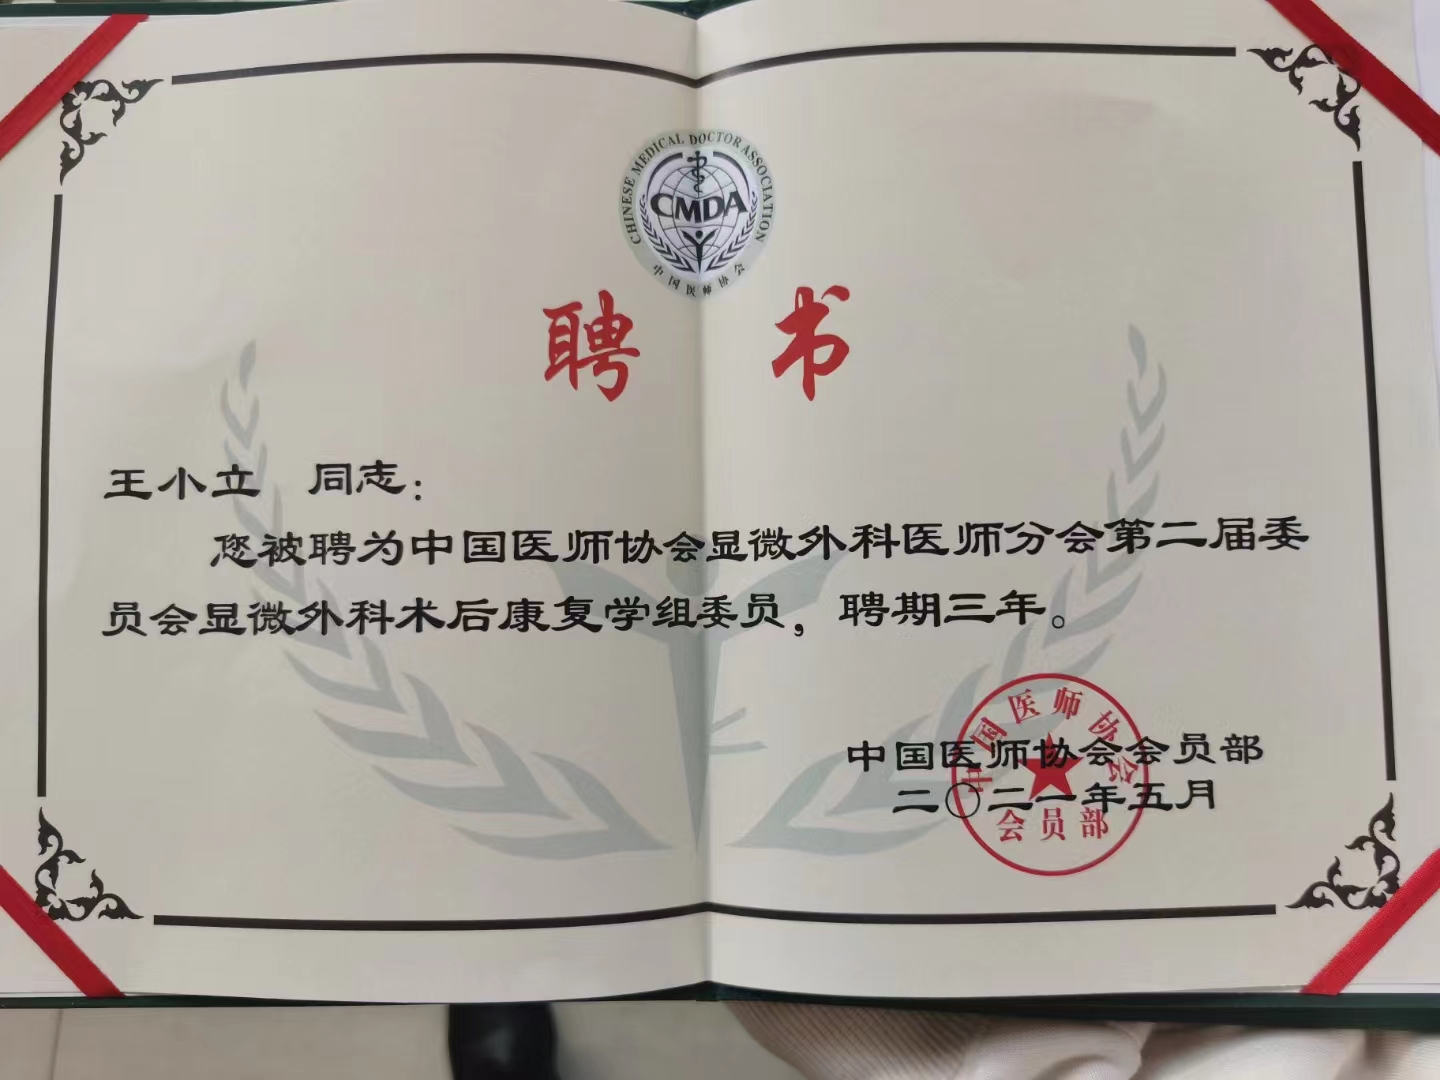 CHINESE MEDICAL DOCTOR ASSOCIATION
CMDA
中国医师协会
聘书
王小立 同志：
您被聘为中国医师协会显微外科医师分会第二届委
员会显微外科术后康复学组委员，聘期三年。
中国医师协会会员部
二〇二一年五月
中国医师协会
会员部